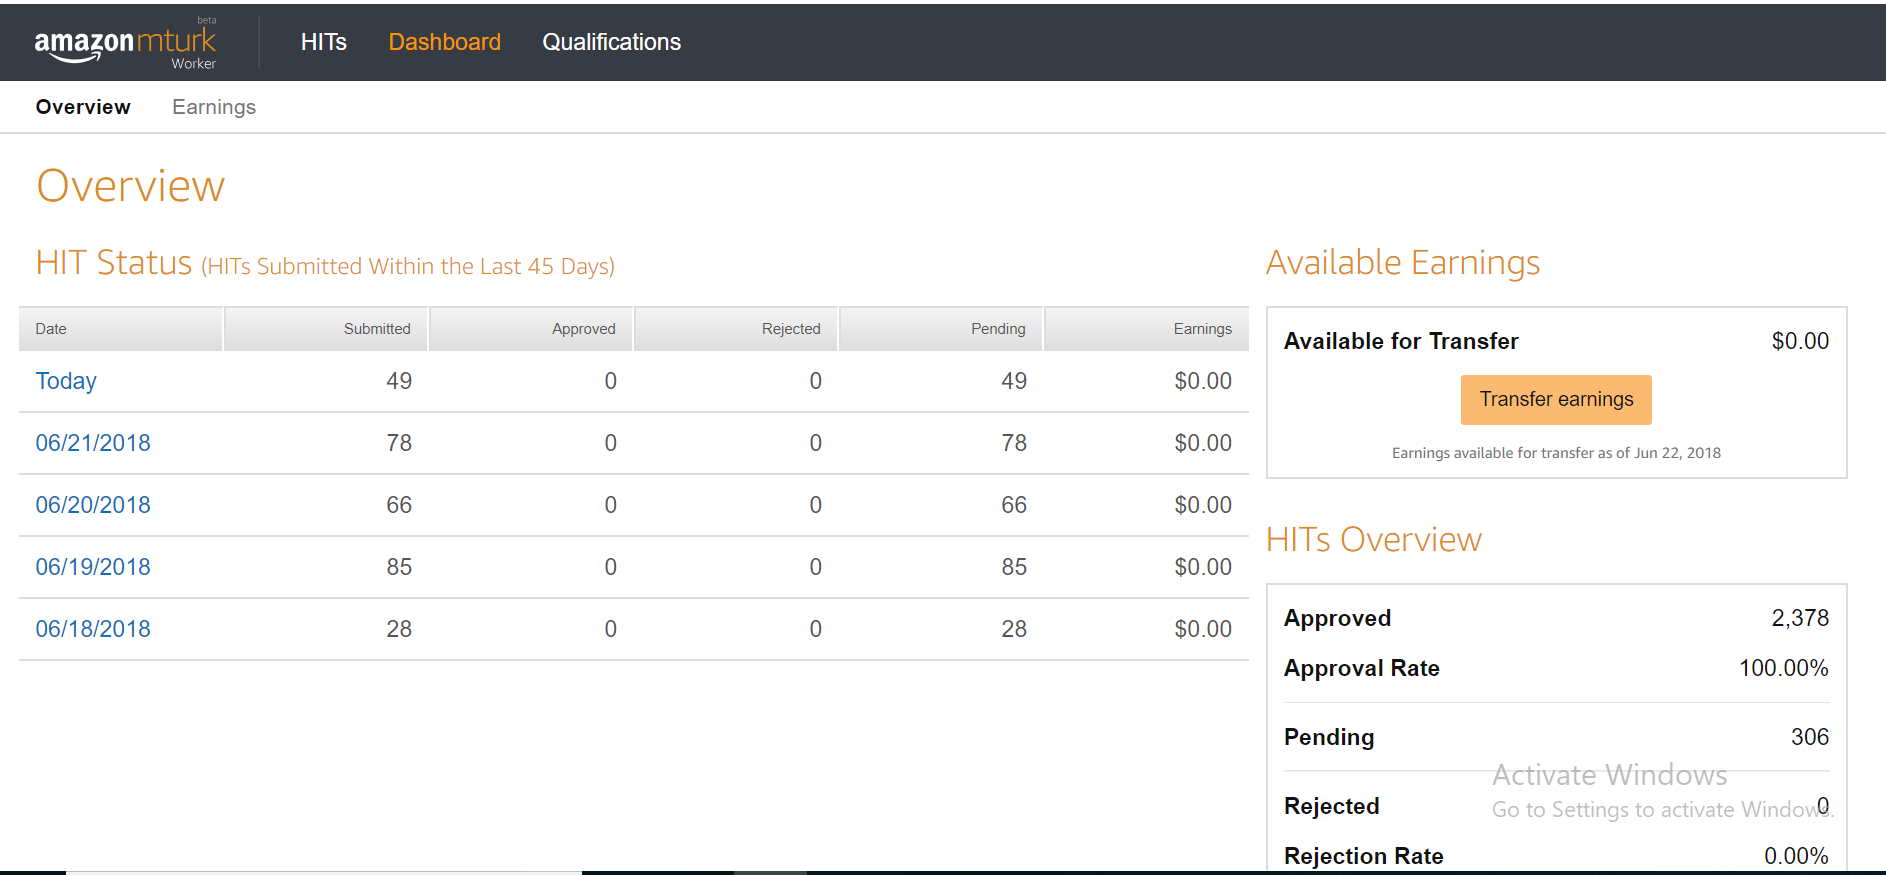 beta
amazonmturk
Worker
HITs Dashboard Qualifications
Overview Earnings
Overview
HIT Status (HITs Submitted Within the Last 45 Days)
Date Submitted Approved Rejected Pending Earnings
Today 49 0 0 49 $0.00
06/21/2018 78 0 0 78 $0.00
06/20/2018 66 0 0 66 $0.00
06/19/2018 85 0 0 85 $0.00
06/18/2018 28 0 0 28 $0.00
Available Earnings
Available for Transfer $0.00
Transfer earnings
Earnings available for transfer as of Jun 22, 2018
HITs Overview
Approved 2,378
Approval Rate 100.00%
Pending 306
Activate Windows
Rejected 0
Go to Settings to activate Windows.
Rejection Rate 0.00%